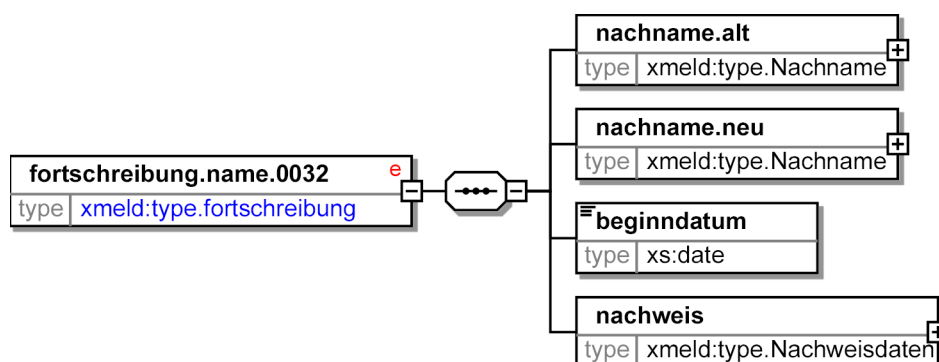 nachname.alt
type xmeld:type.Nachname
nachname.neu
type xmeld:type.Nachname
fortschreibung.name.0032 e
type xmeld:type.fortschreibung
beginndatum
type xs:date
nachweis
type xmeld:type.Nachweisdaten